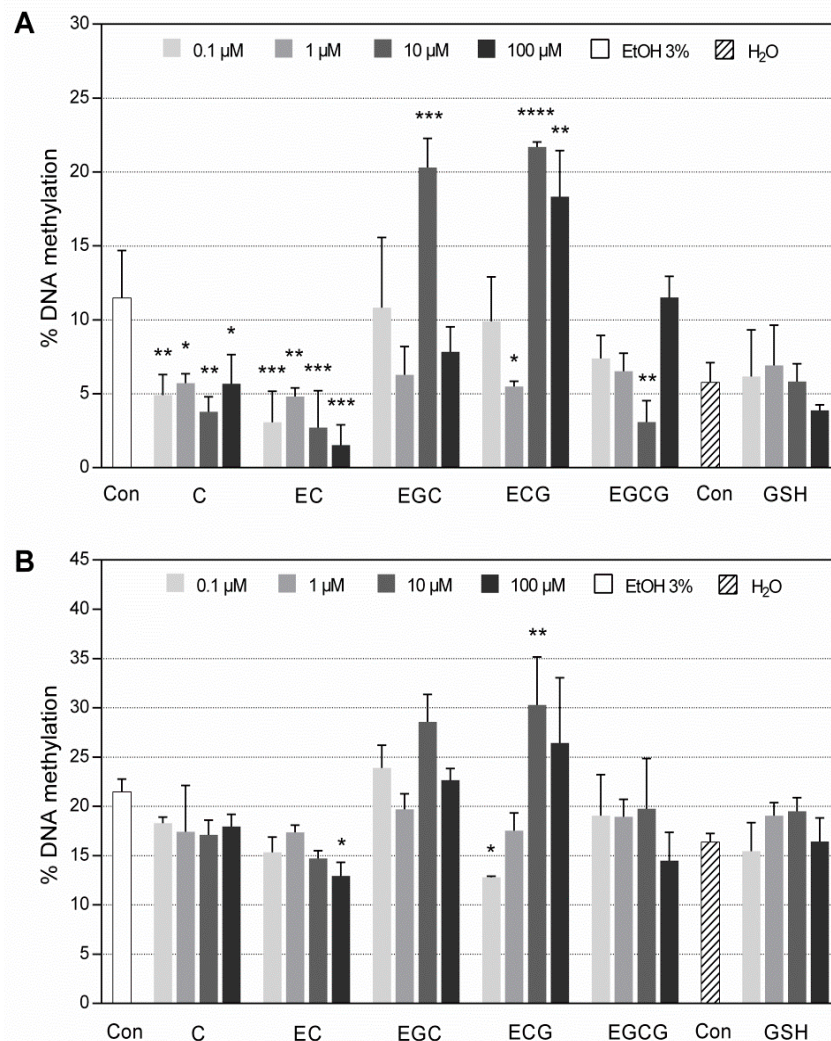 A
30
0.1 µM 1 µM 10 µM 100 µM EtOH 3% H₂O
25
*** **** **
20
15
% DNA methylation
10
** * ** * *** ** *** *** * **
5
0
Con C EC EGC ECG EGCG Con GSH
B
45
0.1 µM 1 µM 10 µM 100 µM EtOH 3% H₂O
40
**
35
30
25
% DNA methylation
20
* *
15
10
5
0
Con C EC EGC ECG EGCG Con GSH